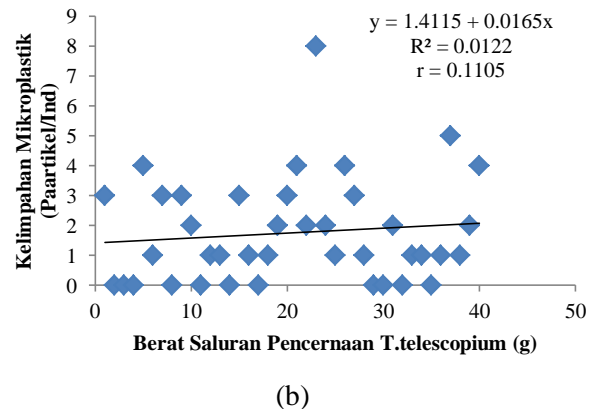 y = 1.4115 + 0.0165x
R² = 0.0122
r = 0.1105
Kelimpahan Mikroplastik
(Paartikel/Ind)
9
8
7
6
5
4
3
2
1
0
0 10 20 30 40 50
Berat Saluran Pencernaan T.telescopium (g)
(b)